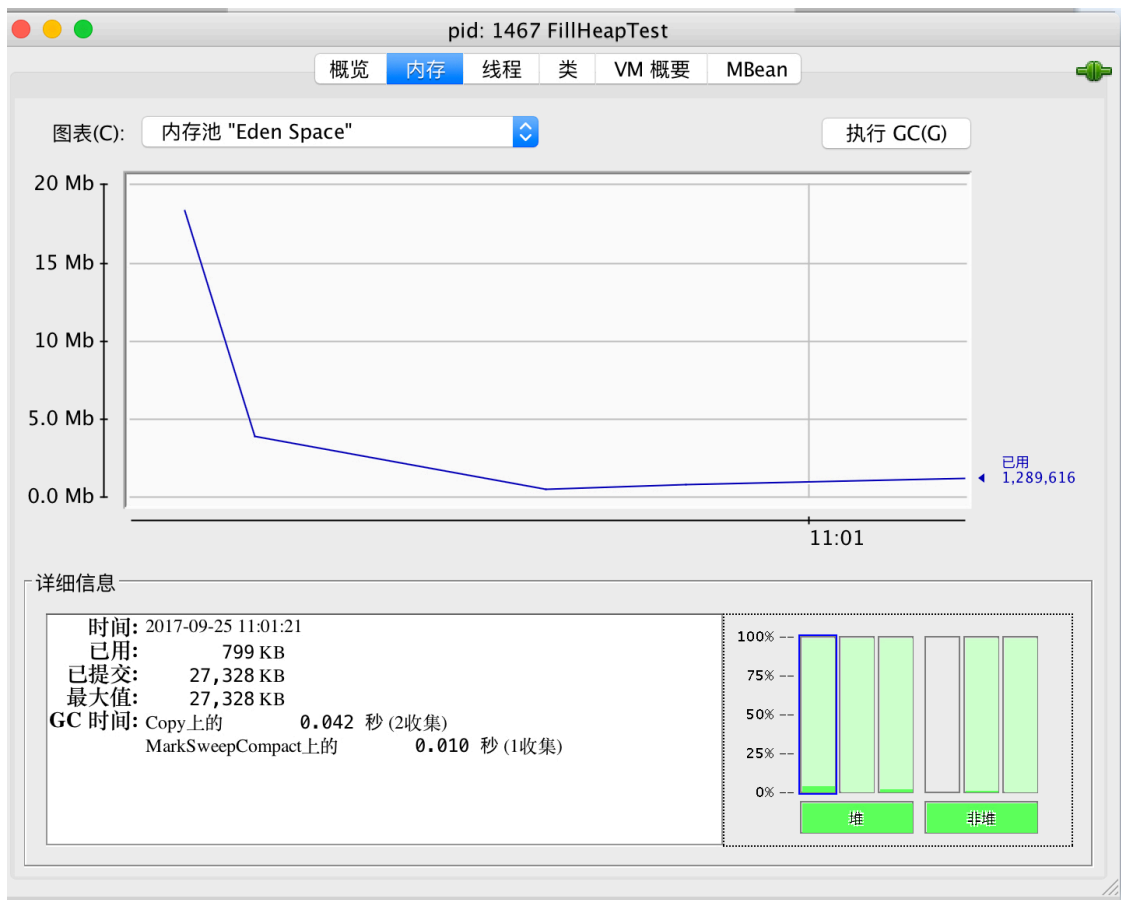 pid: 1467 FillHeapTest
概览 内存 线程 类 VM 概要 MBean
图表(C): 内存池 "Eden Space" 执行 GC(G)
20 Mb
15 Mb
10 Mb
5.0 Mb
0.0 Mb
已用
1,289,616
11:01
详细信息
时间: 2017-09-25 11:01:21
已用: 799 KB
已提交: 27,328 KB
最大值: 27,328 KB
GC 时间: Copy上的 0.042 秒 (2收集)
MarkSweepCompact上的 0.010 秒 (1收集)
100% --
75% --
50% --
25% --
0% --
堆 非堆